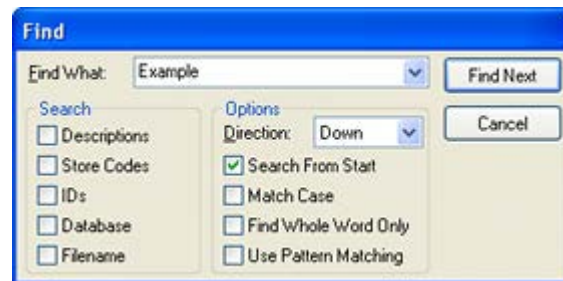 Find
Find What: Example
Find Next
Search
Descriptions
Store Codes
IDs
Database
Filename
Options
Direction: Down
Search From Start
Match Case
Find Whole Word Only
Use Pattern Matching
Cancel